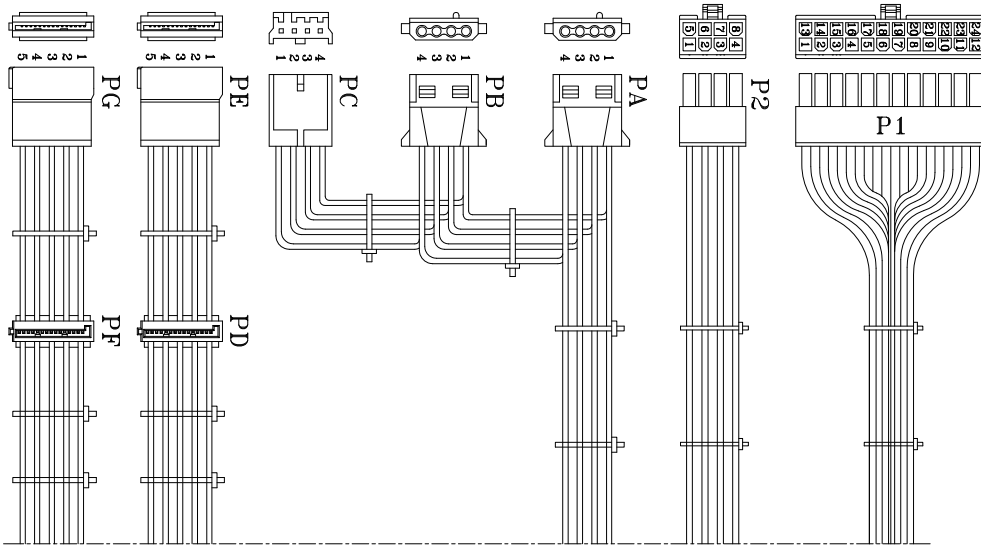 5 6 7 8
1 2 3 4
13 14 15 16 17 18 19 20 21 22 23 24
1 2 3 4 5 6 7 8 9 10 11 12
5 4 3 2 1
5 4 3 2 1
1 2 3 4
4 3 2 1
4 3 2 1
PG
PE
PC
PB
PA
P2
P1
PF
PD